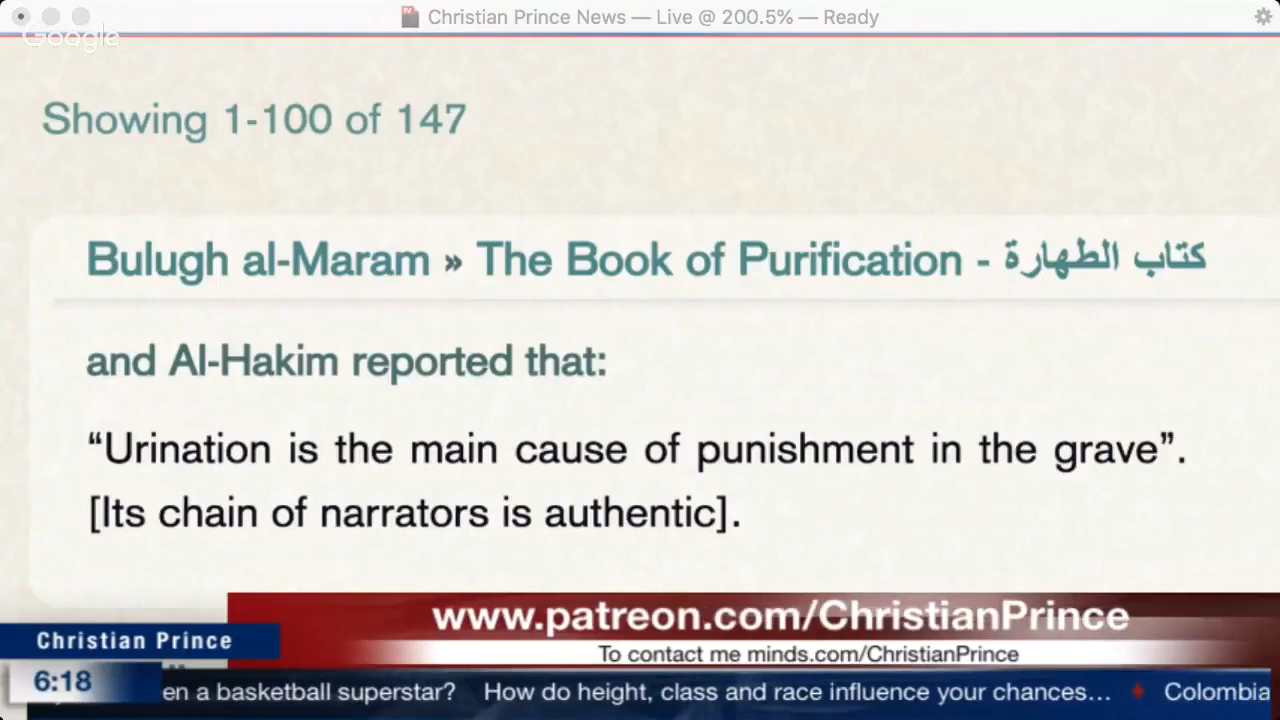 Christian Prince News — Live @ 200.5% — Ready
Google
Showing 1-100 of 147
Bulugh al-Maram » The Book of Purification - كتاب الطهارة
and Al-Hakim reported that:
“Urination is the main cause of punishment in the grave”.
[Its chain of narrators is authentic].
www.patreon.com/ChristianPrince
Christian Prince
To contact me minds.com/ChristianPrince
6:18
en a basketball superstar? How do height, class and race influence your chances... Colombia